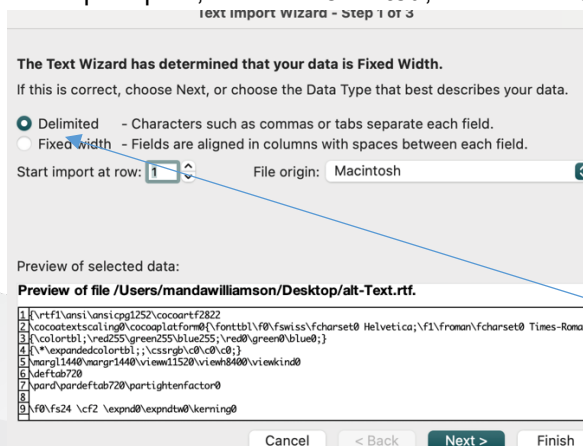 Text Import Wizard - Step 1 of 3
The Text Wizard has determined that your data is Fixed Width.
If this is correct, choose Next, or choose the Data Type that best describes your data.
Delimited - Characters such as commas or tabs separate each field.
Fixed width - Fields are aligned in columns with spaces between each field.
Start import at row: 1 File origin: Macintosh
Preview of selected data:
Preview of file /Users/mandawilliamson/Desktop/alt-Text.rtf.
1 {\rtf1\ansi\ansicpg1252\cocoartf2822
2 \cocoatextscaling0\cocoaplatform0{\fonttbl\f0\fswiss\fcharset0 Helvetica;\f1\froman\fcharset0 Times-Roma
3 {\colortbl;\red255\green255\blue255;\red0\green0\blue0;}
4 {\*\expandedcolortbl;;\cssrgb\c0\c0\c0;}
5 \margl1440\margr1440\vieww11520\viewh8400\viewkind0
6 \deftab720
7 \pard\pardeftab720\partightenfactor0
8
9 \f0\fs24 \cf2 \expnd0\expndtw0\kerning0
Cancel < Back Next > Finish